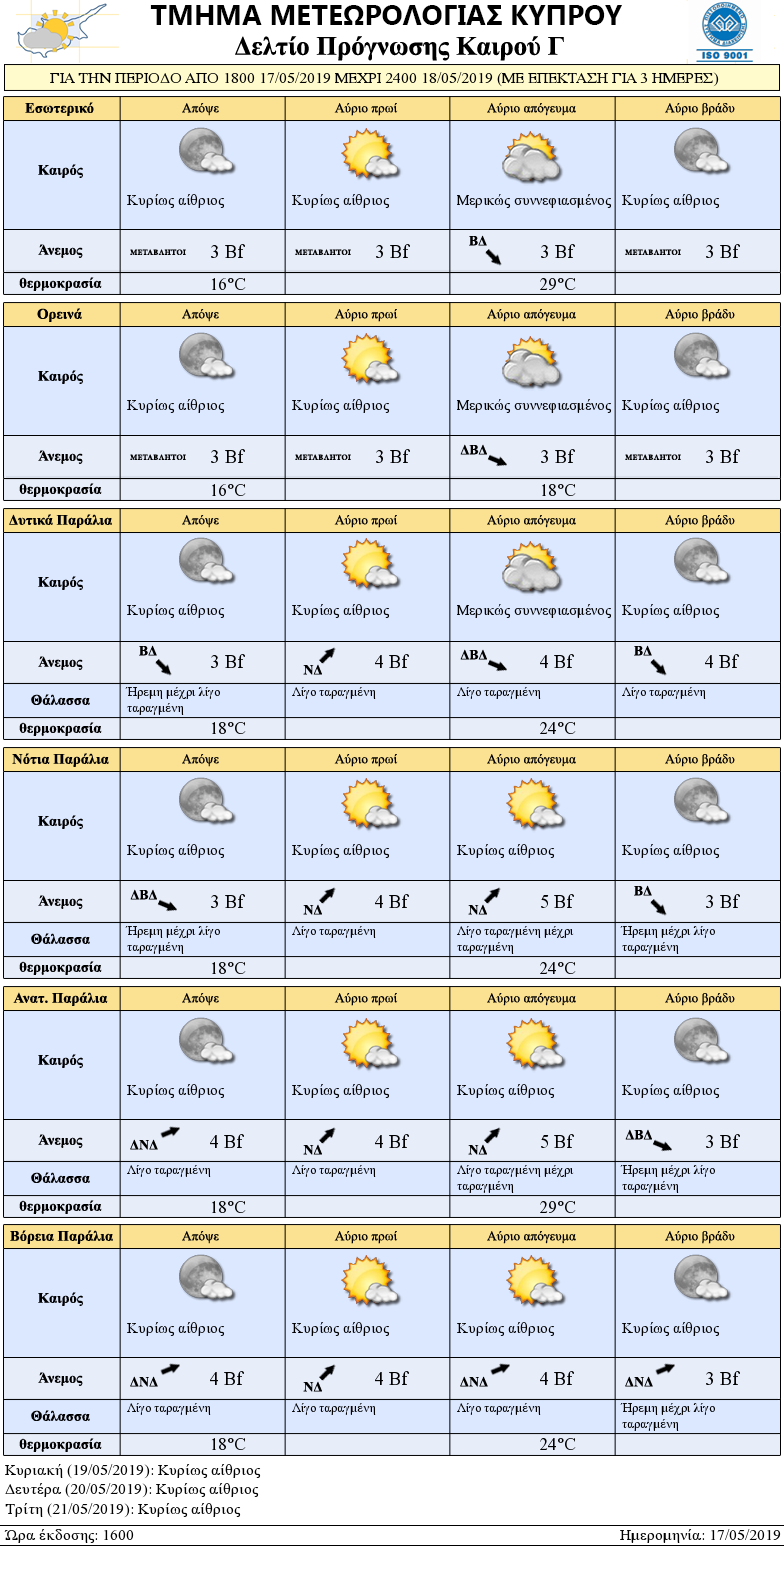 ΤΜΗΜΑ ΜΕΤΕΩΡΟΛΟΓΙΑΣ ΚΥΠΡΟΥ
Δελτίο Πρόγνωσης Καιρού Γ
ISO 9001
ΓΙΑ ΤΗΝ ΠΕΡΙΟΔΟ ΑΠΟ 1800 17/05/2019 ΜΕΧΡΙ 2400 18/05/2019 (ΜΕ ΕΠΕΚΤΑΣΗ ΓΙΑ 3 ΗΜΕΡΕΣ)
Εσωτερικό Απόψε Αύριο πρωί Αύριο απόγευμα Αύριο βράδυ
Καιρός Κυρίως αίθριος Κυρίως αίθριος Μερικώς συννεφιασμένος Κυρίως αίθριος
Άνεμος ΜΕΤΑΒΛΗΤΟΙ 3 Bf ΜΕΤΑΒΛΗΤΟΙ 3 Bf ΒΔ 3 Bf ΜΕΤΑΒΛΗΤΟΙ 3 Bf
θερμοκρασία 16°C 29°C
Ορεινά Απόψε Αύριο πρωί Αύριο απόγευμα Αύριο βράδυ
Καιρός Κυρίως αίθριος Κυρίως αίθριος Μερικώς συννεφιασμένος Κυρίως αίθριος
Άνεμος ΜΕΤΑΒΛΗΤΟΙ 3 Bf ΜΕΤΑΒΛΗΤΟΙ 3 Bf ΔΒΔ 3 Bf ΜΕΤΑΒΛΗΤΟΙ 3 Bf
θερμοκρασία 16°C 18°C
Δυτικά Παράλια Απόψε Αύριο πρωί Αύριο απόγευμα Αύριο βράδυ
Καιρός Κυρίως αίθριος Κυρίως αίθριος Μερικώς συννεφιασμένος Κυρίως αίθριος
Άνεμος ΒΔ 3 Bf ΝΔ 4 Bf ΔΒΔ 4 Bf ΒΔ 4 Bf
Θάλασσα Ήρεμη μέχρι λίγο ταραγμένη Λίγο ταραγμένη Λίγο ταραγμένη Λίγο ταραγμένη
θερμοκρασία 18°C 24°C
Νότια Παράλια Απόψε Αύριο πρωί Αύριο απόγευμα Αύριο βράδυ
Καιρός Κυρίως αίθριος Κυρίως αίθριος Κυρίως αίθριος Κυρίως αίθριος
Άνεμος ΔΒΔ 3 Bf ΝΔ 4 Bf ΝΔ 5 Bf ΒΔ 3 Bf
Θάλασσα Ήρεμη μέχρι λίγο ταραγμένη Λίγο ταραγμένη Λίγο ταραγμένη μέχρι ταραγμένη Ήρεμη μέχρι λίγο ταραγμένη
θερμοκρασία 18°C 24°C
Ανατ. Παράλια Απόψε Αύριο πρωί Αύριο απόγευμα Αύριο βράδυ
Καιρός Κυρίως αίθριος Κυρίως αίθριος Κυρίως αίθριος Κυρίως αίθριος
Άνεμος ΔΝΔ 4 Bf ΝΔ 4 Bf ΝΔ 5 Bf ΔΒΔ 3 Bf
Θάλασσα Λίγο ταραγμένη Λίγο ταραγμένη Λίγο ταραγμένη μέχρι ταραγμένη Ήρεμη μέχρι λίγο ταραγμένη
θερμοκρασία 18°C 29°C
Βόρεια Παράλια Απόψε Αύριο πρωί Αύριο απόγευμα Αύριο βράδυ
Καιρός Κυρίως αίθριος Κυρίως αίθριος Κυρίως αίθριος Κυρίως αίθριος
Άνεμος ΔΝΔ 4 Bf ΝΔ 4 Bf ΔΝΔ 4 Bf ΔΝΔ 3 Bf
Θάλασσα Λίγο ταραγμένη Λίγο ταραγμένη Λίγο ταραγμένη Ήρεμη μέχρι λίγο ταραγμένη
θερμοκρασία 18°C 24°C
Κυριακή (19/05/2019): Κυρίως αίθριος
Δευτέρα (20/05/2019): Κυρίως αίθριος
Τρίτη (21/05/2019): Κυρίως αίθριος
Ώρα έκδοσης: 1600 Ημερομηνία: 17/05/2019